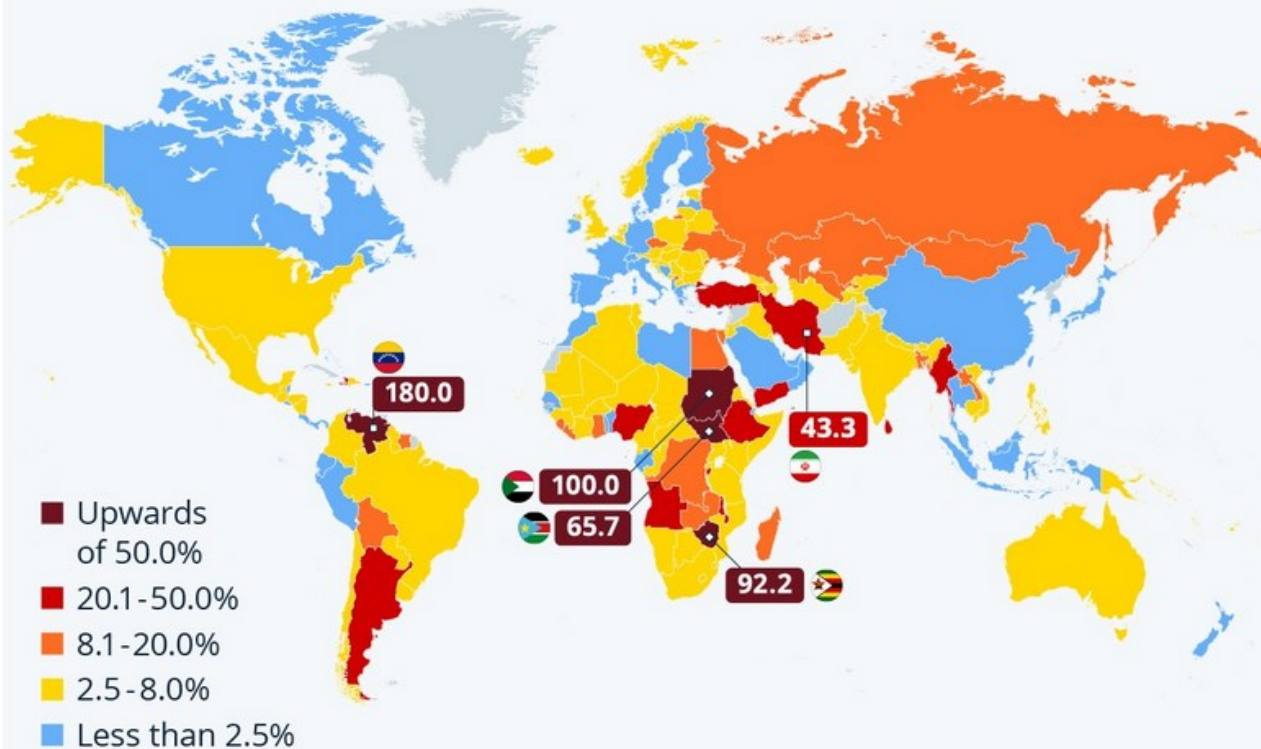 180.0
43.3
100.0
65.7
92.2
Upwards
of 50.0%
20.1-50.0%
8.1-20.0%
2.5-8.0%
Less than 2.5%